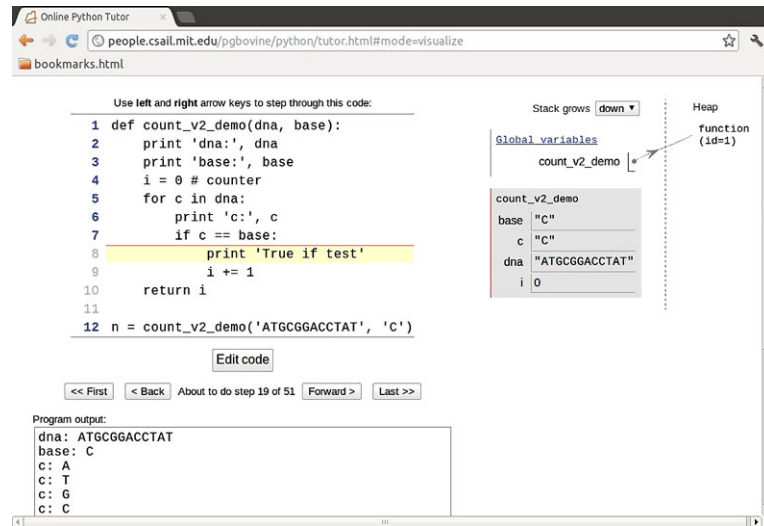 Online Python Tutor
people.csail.mit.edu/pgbovine/python/tutor.html#mode=visualize
bookmarks.html
Use left and right arrow keys to step through this code:
1 def count_v2_demo(dna, base):
2     print 'dna:', dna
3     print 'base:', base
4     i = 0 # counter
5     for c in dna:
6         print 'c:', c
7         if c == base:
8             print 'True if test'
9             i += 1
10     return i
11
12 n = count_v2_demo('ATGCGGACCTAT', 'C')
Edit code
<< First < Back About to do step 19 of 51 Forward > Last >>
Program output:
dna: ATGCGGACCTAT
base: C
c: A
c: T
c: G
c: C
Stack grows down
Global variables
count_v2_demo
count_v2_demo
base "C"
c "C"
dna "ATGCGGACCTAT"
i 0
Heap
function
(id=1)